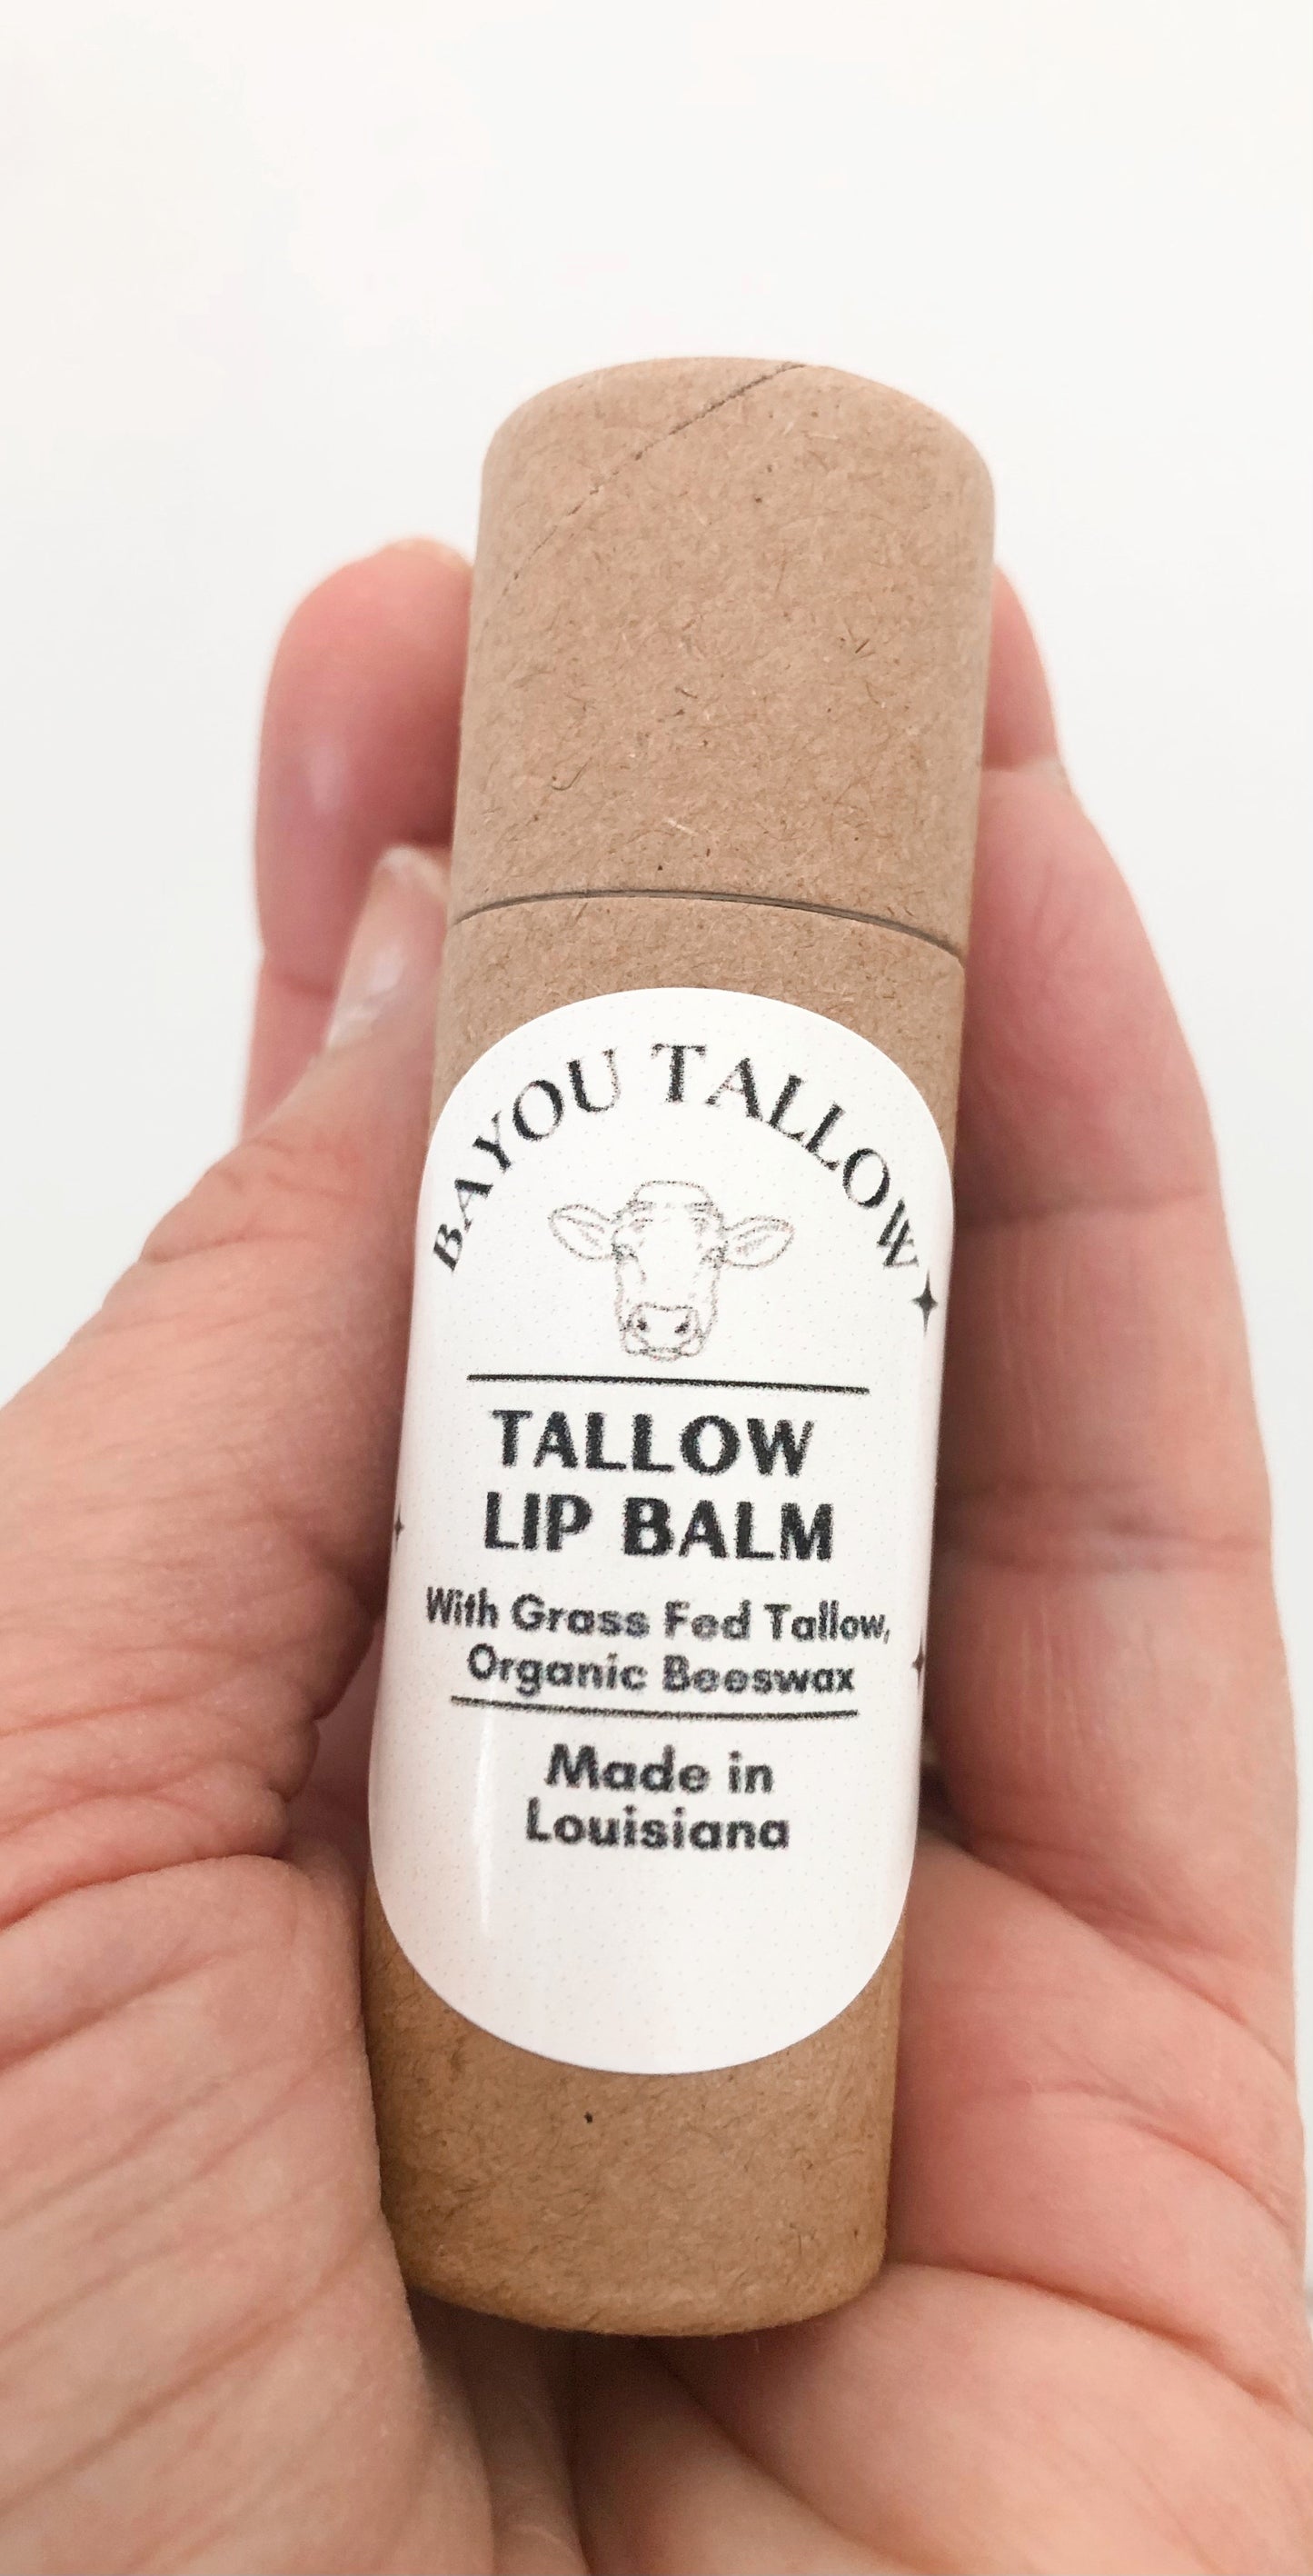 BAYOU TALLOW
TALLOW
LIP BALM
With Grass Fed Tallow,
Organic Beeswax
Made in
Louisiana